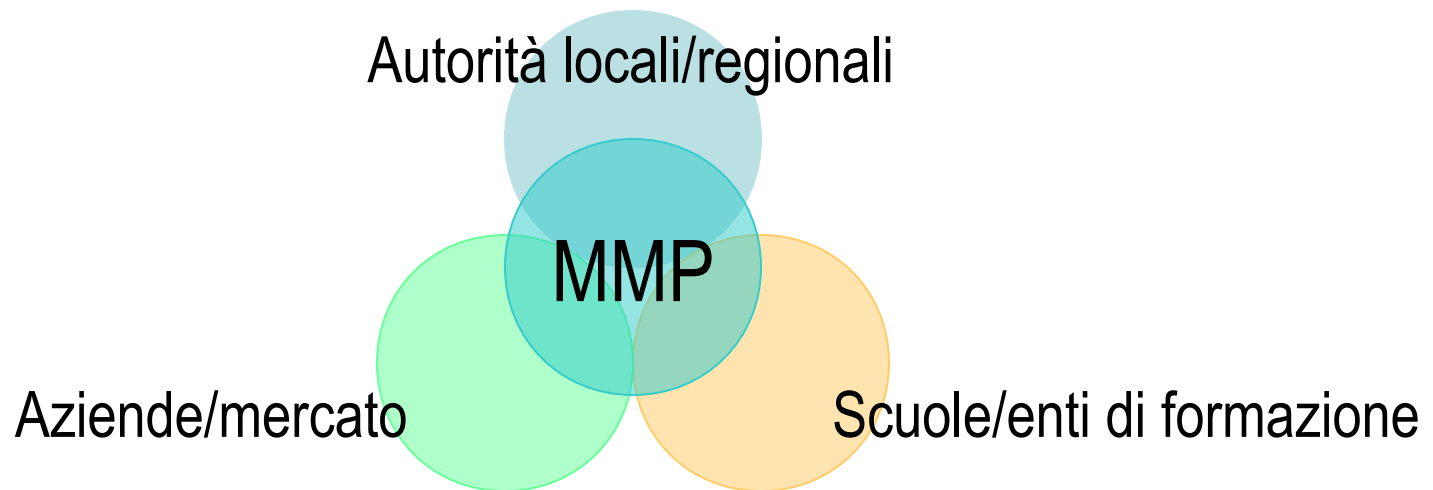 Autorità locali/regionali
MMP
Aziende/mercato
Scuole/enti di formazione